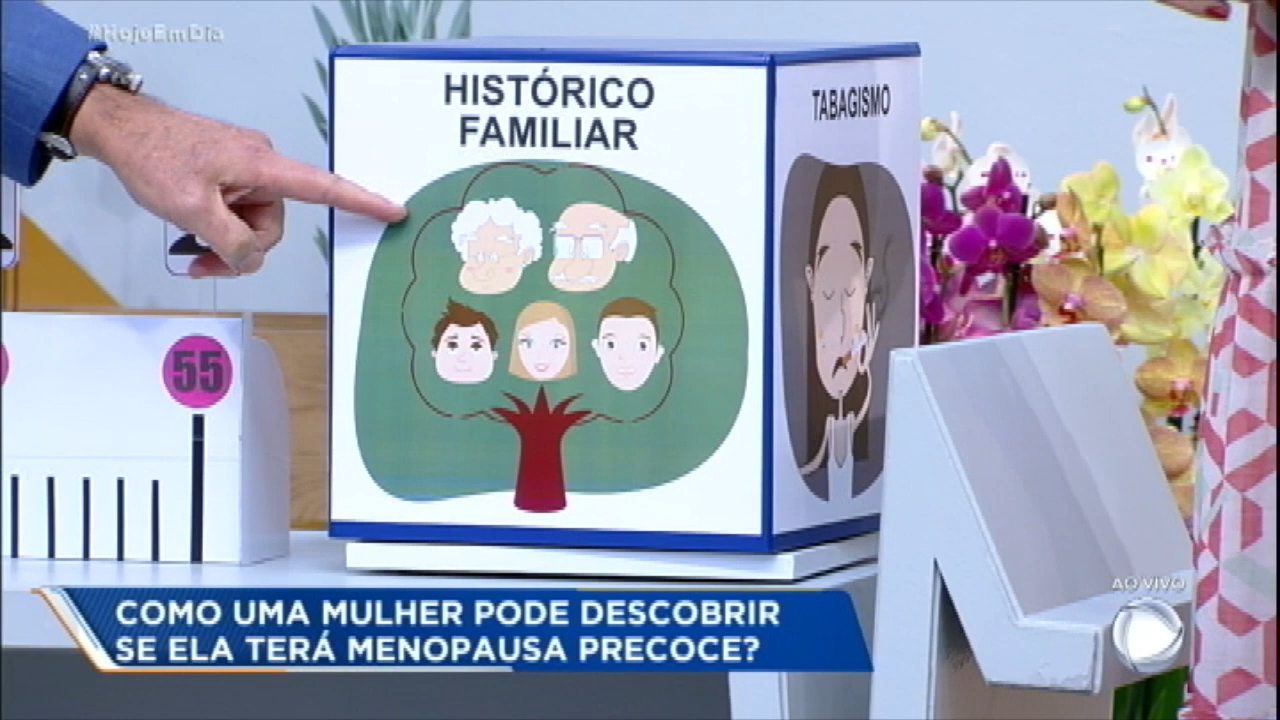 #HojeEmDia
HISTÓRICO
FAMILIAR
TABAGISMO
55
COMO UMA MULHER PODE DESCOBRIR
SE ELA TERÁ MENOPAUSA PRECOCE?
AO VIVO